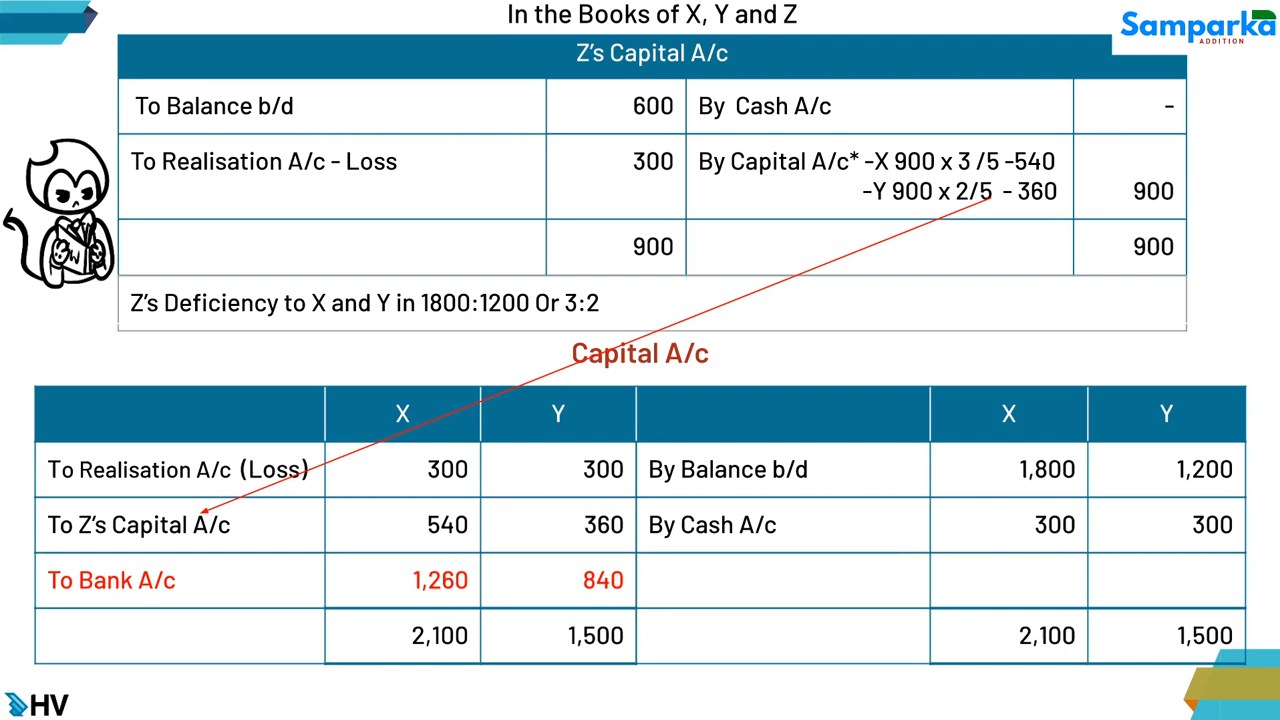 In the Books of X, Y and Z
Samparka
ADDITION
Z's Capital A/c
To Balance b/d 600 By Cash A/c -
To Realisation A/c - Loss 300 By Capital A/c* -X 900 x 3 /5 -540
-Y 900 x 2/5 - 360 900
900 900
Z's Deficiency to X and Y in 1800:1200 Or 3:2
Capital A/c
X Y X Y
To Realisation A/c (Loss) 300 300 By Balance b/d 1,800 1,200
To Z's Capital A/c 540 360 By Cash A/c 300 300
To Bank A/c 1,260 840
2,100 1,500 2,100 1,500
HV